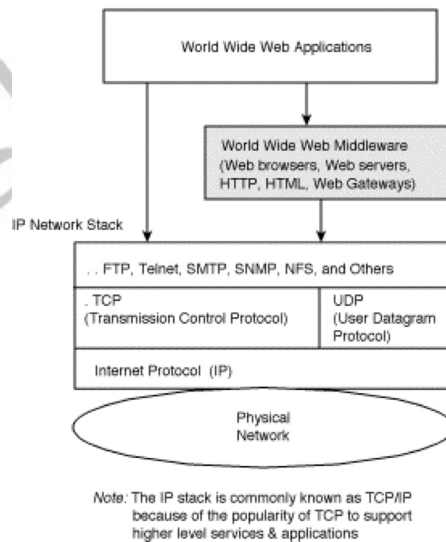 World Wide Web Applications
World Wide Web Middleware
(Web browsers, Web servers,
HTTP, HTML, Web Gateways)
IP Network Stack
. . FTP, Telnet, SMTP, SNMP, NFS, and Others
. TCP
(Transmission Control Protocol)
UDP
(User Datagram
Protocol)
Internet Protocol (IP)
Physical
Network
Note: The IP stack is commonly known as TCP/IP
because of the popularity of TCP to support
higher level services & applications